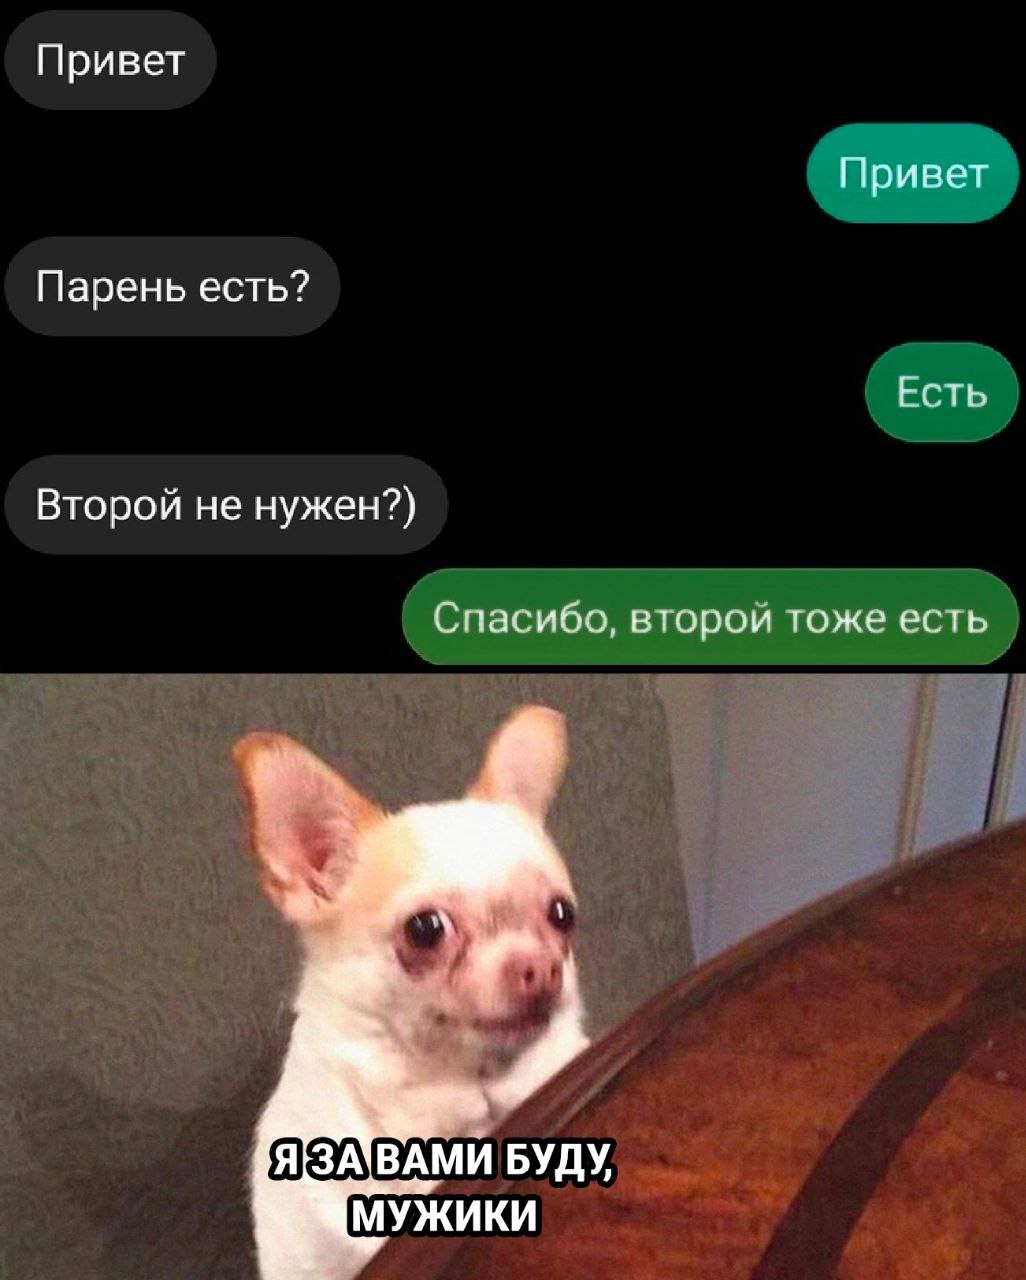 Привет
Привет
Парень есть?
Есть
Второй не нужен?)
Спасибо, второй тоже есть
Я ЗА ВАМИ БУДУ,
МУЖИКИ